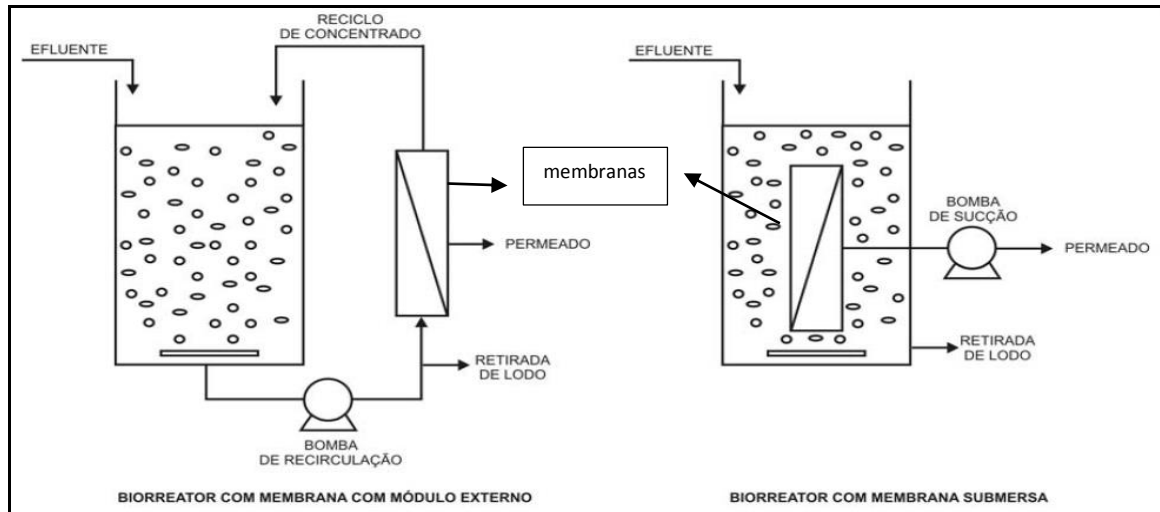 RECICLO
DE CONCENTRADO
EFLUENTE
membranas
PERMEADO
RETIRADA
DE LODO
BOMBA
DE RECIRCULAÇÃO
BIORREATOR COM MEMBRANA COM MÓDULO EXTERNO
EFLUENTE
BOMBA
DE SUCÇÃO
PERMEADO
RETIRADA
DE LODO
BIORREATOR COM MEMBRANA SUBMERSA